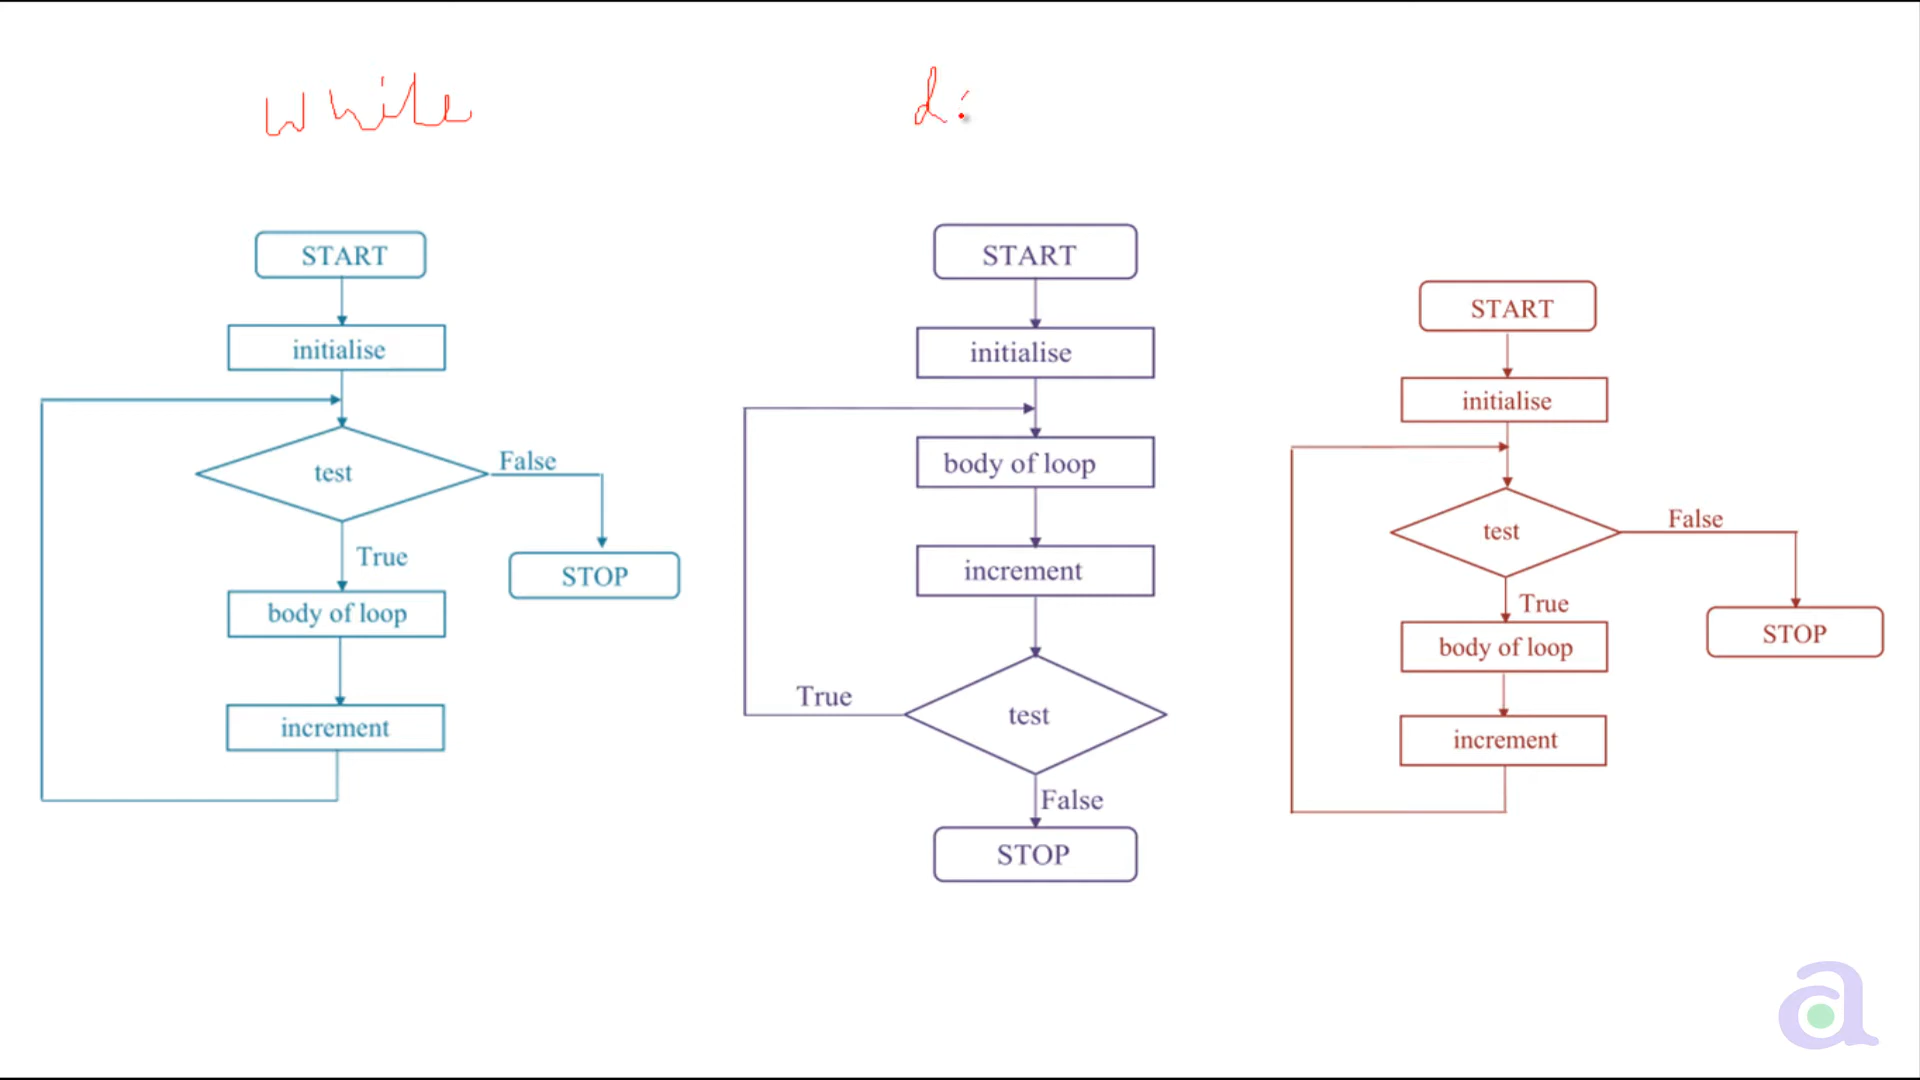 while
d
START
initialise
test
False
True
STOP
body of loop
increment
START
initialise
body of loop
increment
True
test
False
STOP
START
initialise
test
False
True
STOP
body of loop
increment
a